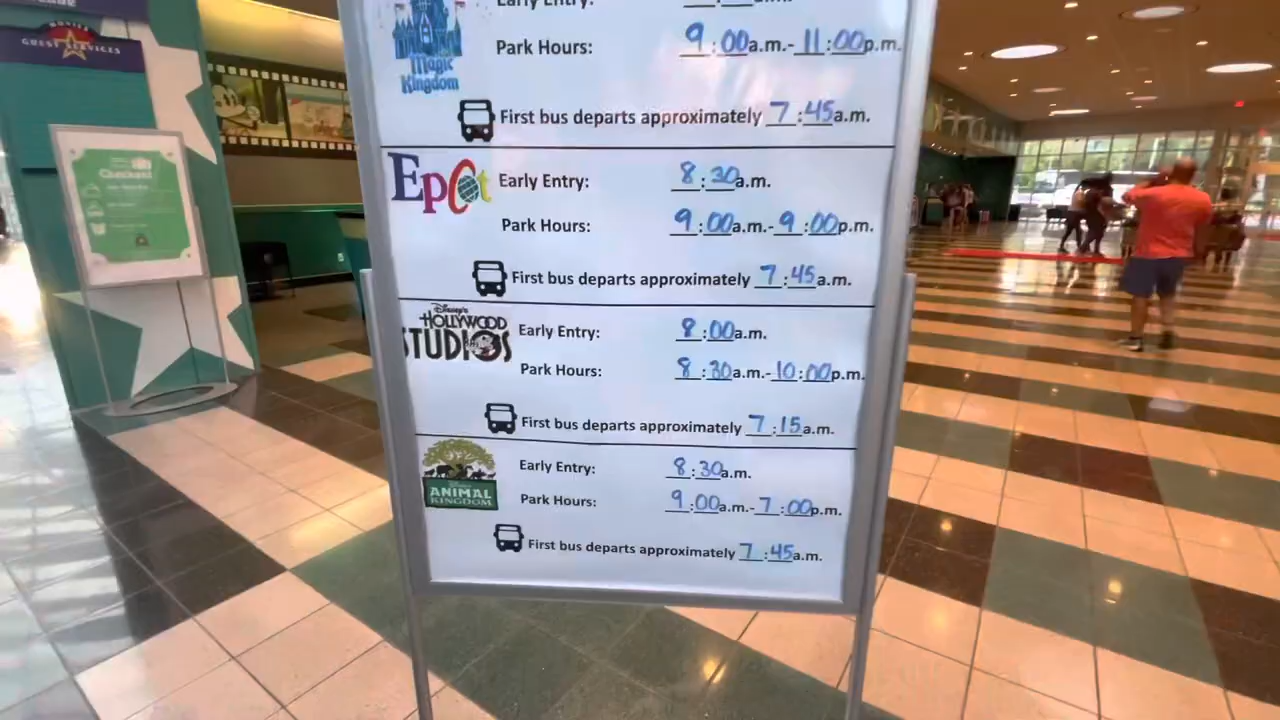 Early Entry:
Magic Kingdom
Park Hours: 9:00a.m.-11:00p.m.
First bus departs approximately 7:45a.m.
Epcot
Early Entry: 8:30a.m.
Park Hours: 9:00a.m.-9:00p.m.
First bus departs approximately 7:45a.m.
Disney's
HOLLYWOOD
STUDIOS
Early Entry: 8:00a.m.
Park Hours: 8:30a.m.-10:00p.m.
First bus departs approximately 7:15a.m.
ANIMAL
KINGDOM
Early Entry: 8:30a.m.
Park Hours: 9:00a.m.-7:00p.m.
First bus departs approximately 7:45a.m.
MOVIES
GUEST SERVICES
Checkout